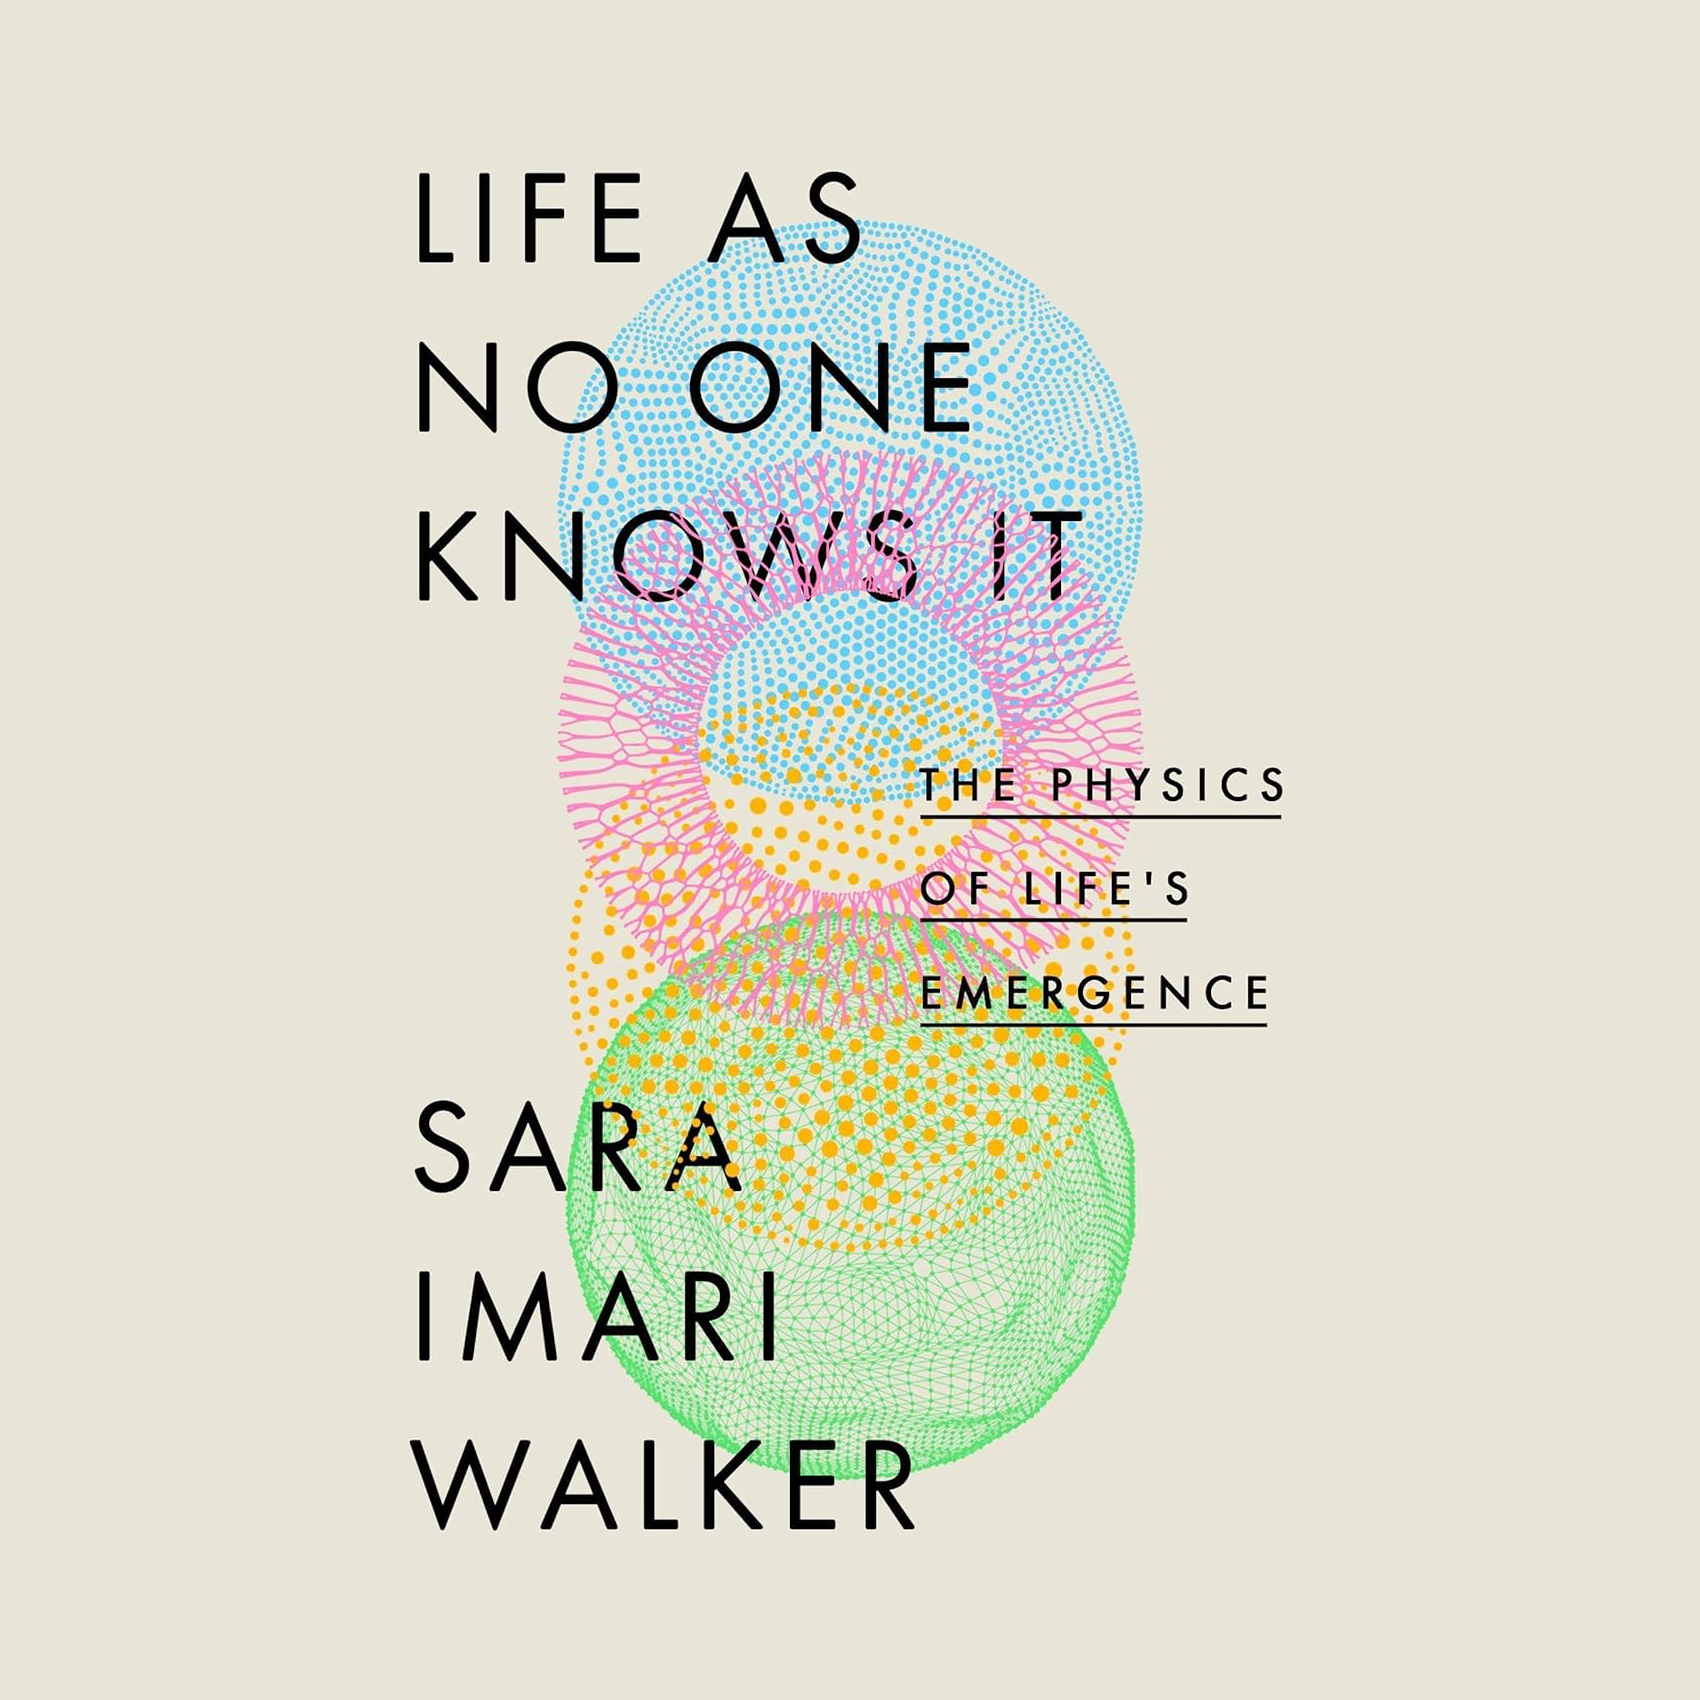 LIFE AS
NO ONE
KNOWS IT
THE PHYSICS
OF LIFE'S
EMERGENCE
SARA
IMARI
WALKER